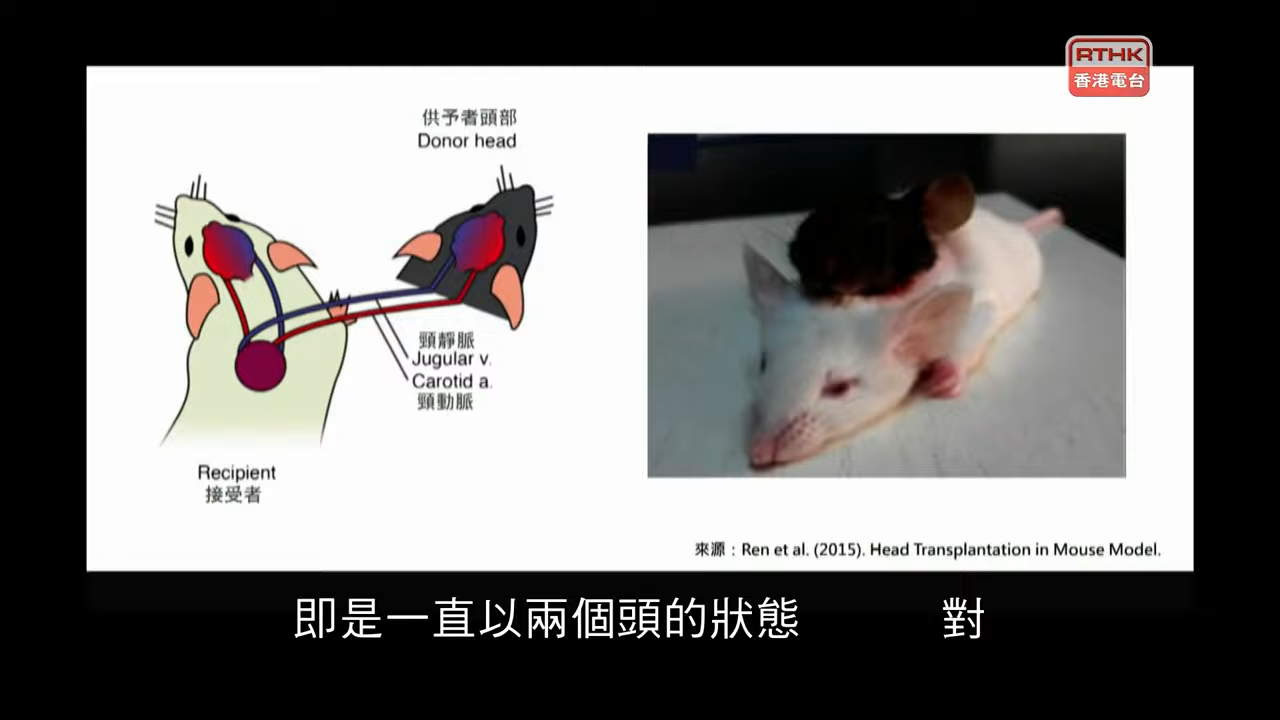 RTHK
香港電台
供予者頭部
Donor head
頸靜脈
Jugular v.
Carotid a.
頸動脈
Recipient
接受者
來源：Ren et al. (2015). Head Transplantation in Mouse Model.
即是一直以兩個頭的狀態 對